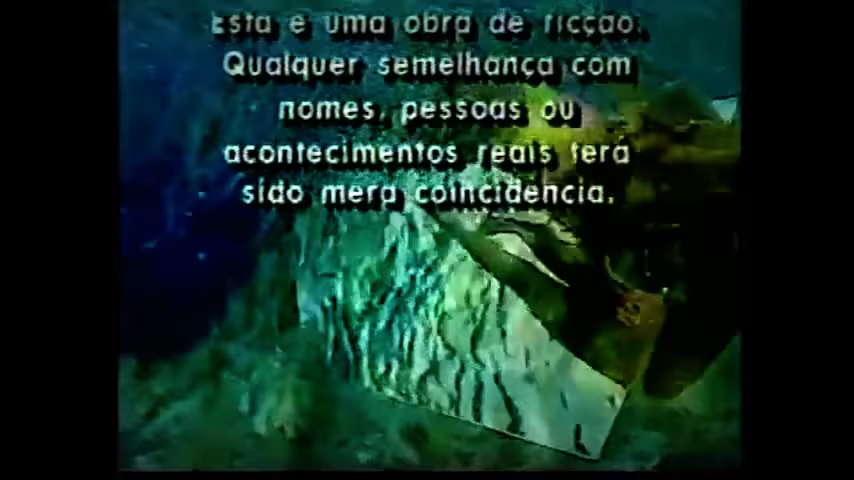 Esta é uma obra de ficção.
Qualquer semelhança com
nomes, pessoas ou
acontecimentos reais terá
sido mera coincidência.